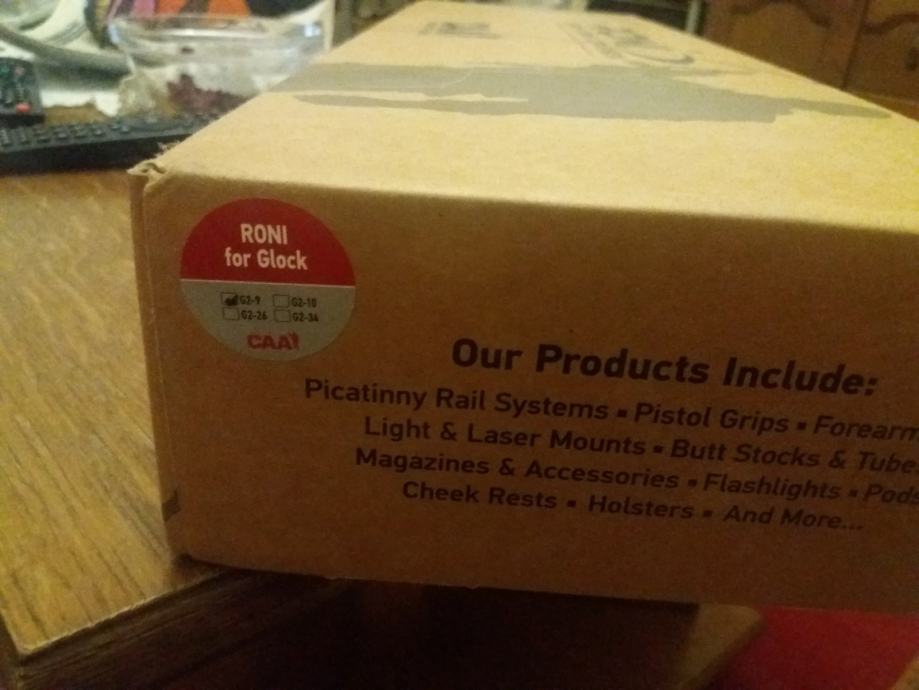 RONI
for Glock
G2-9 G2-10
G2-26 G2-34
CAA
Our Products Include:
Picatinny Rail Systems ▪ Pistol Grips ▪ Forearm
Light & Laser Mounts ▪ Butt Stocks & Tube
Magazines & Accessories ▪ Flashlights ▪ Pods
Cheek Rests ▪ Holsters ▪ And More...